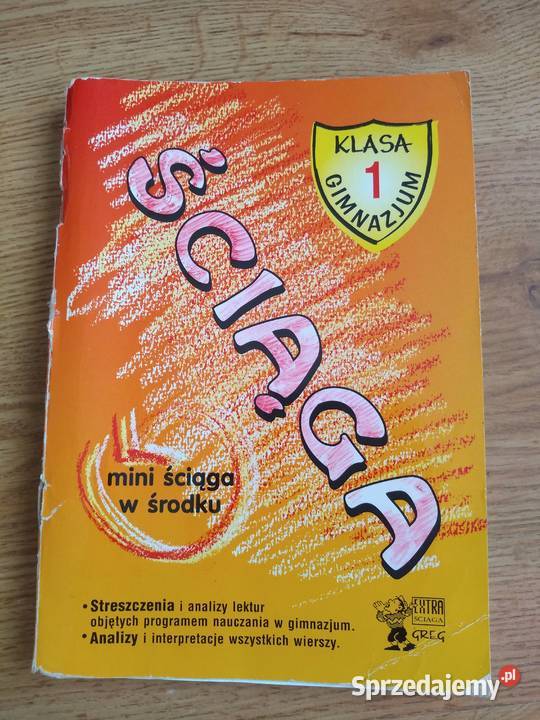 KLASA
1
GIMNAZJUM
ŚCIĄGA
mini ściąga
w środku
• Streszczenia i analizy lektur
objętych programem nauczania w gimnazjum.
• Analizy i interpretacje wszystkich wierszy.
EXTRA
ŚCIĄGA
GREG
Sprzedajemy.pl